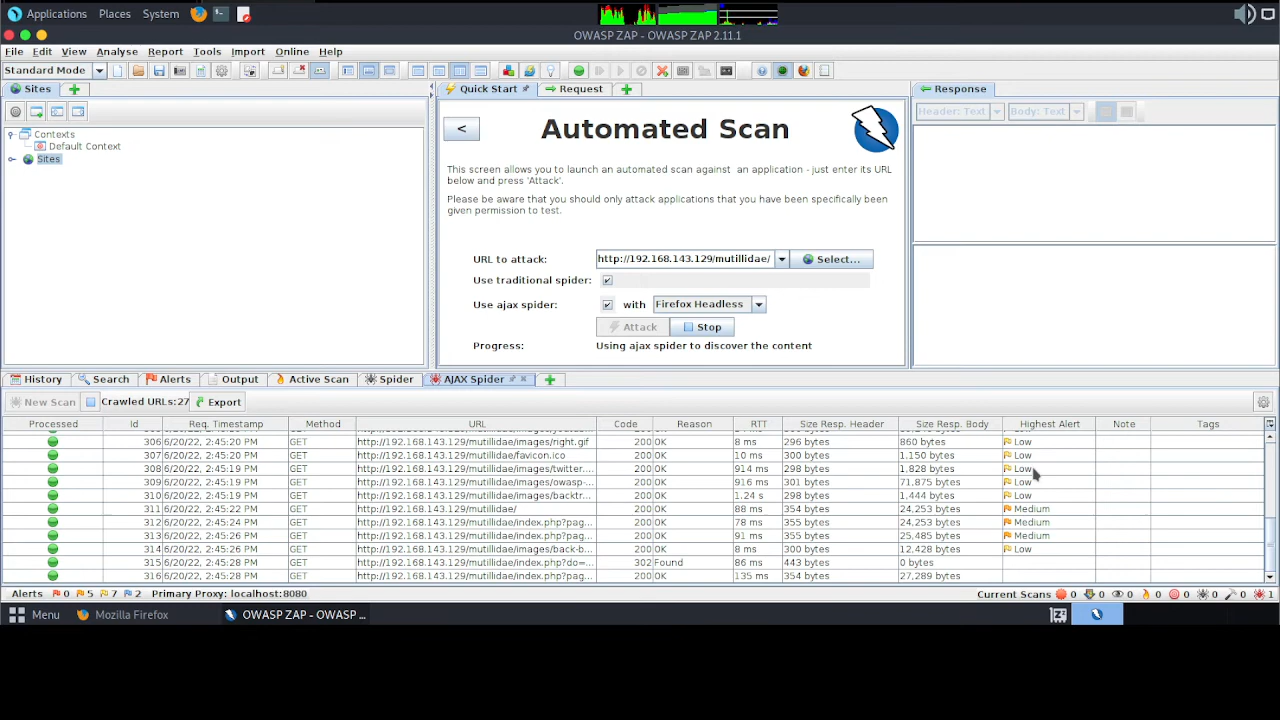 Applications Places System
OWASP ZAP - OWASP ZAP 2.11.1
File Edit View Analyse Report Tools Import Online Help
Standard Mode
Sites
Quick Start Request
Response
Header: Text Body: Text
<
Automated Scan
Contexts
Default Context
Sites
This screen allows you to launch an automated scan against an application - just enter its URL
below and press 'Attack'.
Please be aware that you should only attack applications that you have been specifically been
given permission to test.
URL to attack: http://192.168.143.129/mutillidae/ Select...
Use traditional spider:
Use ajax spider: with Firefox Headless
Attack Stop
Progress: Using ajax spider to discover the content
History Search Alerts Output Active Scan Spider AJAX Spider
New Scan Crawled URLs:27 Export
Processed Id Req. Timestamp Method URL Code Reason RTT Size Resp. Header Size Resp. Body Highest Alert Note Tags
306 6/20/22, 2:45:20 PM GET http://192.168.143.129/mutillidae/images/right.gif 200 OK 8 ms 296 bytes 860 bytes Low
307 6/20/22, 2:45:20 PM GET http://192.168.143.129/mutillidae/favicon.ico 200 OK 10 ms 300 bytes 1,150 bytes Low
308 6/20/22, 2:45:19 PM GET http://192.168.143.129/mutillidae/images/twitter.... 200 OK 914 ms 298 bytes 1,828 bytes Low
309 6/20/22, 2:45:19 PM GET http://192.168.143.129/mutillidae/images/owasp-... 200 OK 916 ms 301 bytes 71,875 bytes Low
310 6/20/22, 2:45:19 PM GET http://192.168.143.129/mutillidae/images/backtr... 200 OK 1.24 s 298 bytes 1,444 bytes Low
311 6/20/22, 2:45:22 PM GET http://192.168.143.129/mutillidae/ 200 OK 88 ms 354 bytes 24,253 bytes Medium
312 6/20/22, 2:45:24 PM GET http://192.168.143.129/mutillidae/index.php?pag... 200 OK 78 ms 355 bytes 24,253 bytes Medium
313 6/20/22, 2:45:26 PM GET http://192.168.143.129/mutillidae/index.php?pag... 200 OK 91 ms 355 bytes 25,485 bytes Medium
314 6/20/22, 2:45:26 PM GET http://192.168.143.129/mutillidae/images/back-b... 200 OK 8 ms 300 bytes 12,428 bytes Low
315 6/20/22, 2:45:28 PM GET http://192.168.143.129/mutillidae/index.php?do=... 302 Found 86 ms 443 bytes 0 bytes
316 6/20/22, 2:45:28 PM GET http://192.168.143.129/mutillidae/index.php?pag... 200 OK 135 ms 354 bytes 27,289 bytes
Alerts 0 5 7 2 Primary Proxy: localhost:8080 Current Scans 0 0 0 0 0 0 0 1
Menu Mozilla Firefox OWASP ZAP - OWASP ...